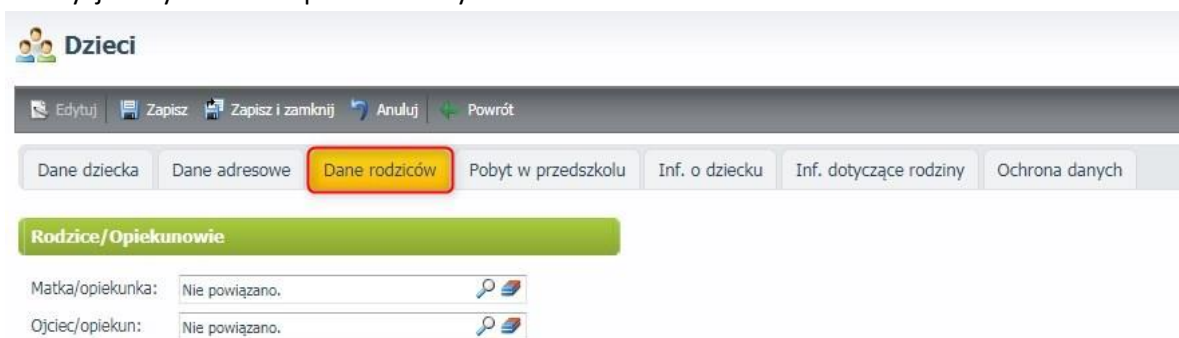 Dzieci
Edytuj Zapisz Zapisz i zamknij Anuluj Powrót
Dane dziecka Dane adresowe Dane rodziców Pobyt w przedszkolu Inf. o dziecku Inf. dotyczące rodziny Ochrona danych
Rodzice/Opiekunowie
Matka/opiekunka: Nie powiązano.
Ojciec/opiekun: Nie powiązano.